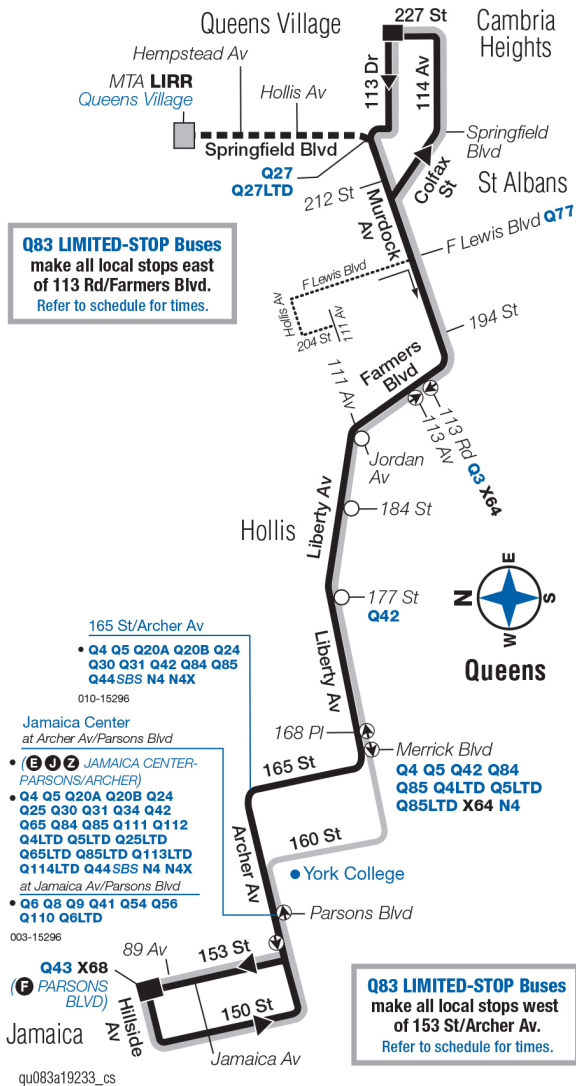 Queens Village
227 St
Cambria
Heights
Hempstead Av
MTA LIRR
Queens Village
Hollis Av
113 Dr
114 Av
Springfield Blvd
Springfield
Blvd
Q27
Q27LTD
212 St
Colfax
St
St Albans
Murdock
Av
F Lewis Blvd Q77
Q83 LIMITED-STOP Buses
make all local stops east
of 113 Rd/Farmers Blvd.
Refer to schedule for times.
F Lewis Blvd
Hollis Av
111 Av
204 St
194 St
Farmers
Blvd
111 Av
113 Rd
113 Av
Q3 X64
Jordan
Av
Liberty Av
184 St
Hollis
177 St
Q42
E
N
S
W
Queens
165 St/Archer Av
• Q4 Q5 Q20A Q20B Q24
Q30 Q31 Q42 Q84 Q85
Q44SBS N4 N4X
010-15296
Liberty Av
168 Pl
Merrick Blvd
Q4 Q5 Q42 Q84
Q85 Q4LTD Q5LTD
Q85LTD X64 N4
Jamaica Center
at Archer Av/Parsons Blvd
• (E J Z JAMAICA CENTER-
PARSONS/ARCHER)
• Q4 Q5 Q20A Q20B Q24
Q25 Q30 Q31 Q34 Q42
Q65 Q84 Q85 Q111 Q112
Q4LTD Q5LTD Q25LTD
Q65LTD Q85LTD Q113LTD
Q114LTD Q44SBS N4 N4X
at Jamaica Av/Parsons Blvd
• Q6 Q8 Q9 Q41 Q54 Q56
Q110 Q6LTD
003-15296
165 St
160 St
Archer Av
York College
Parsons Blvd
89 Av
153 St
Q43 X68
(F PARSONS
BLVD)
Hillside
Av
150 St
Jamaica Av
Jamaica
Q83 LIMITED-STOP Buses
make all local stops west
of 153 St/Archer Av.
Refer to schedule for times.
qu083a19233_cs